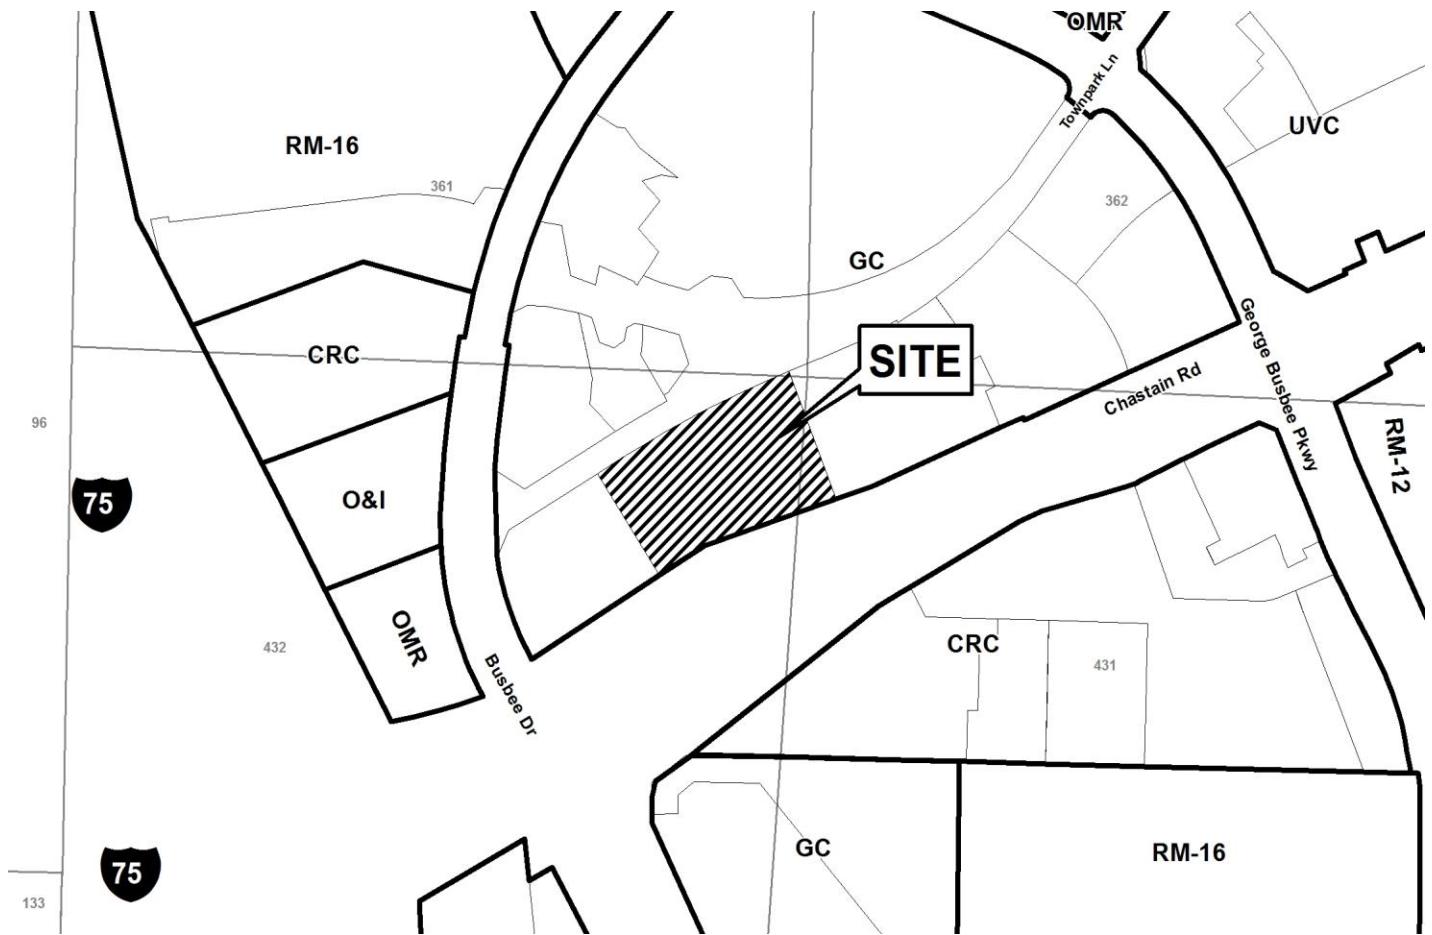 OMR
Townpark Ln
UVC
RM-16
361
362
GC
SITE
CRC
George Busbee Pkwy
Chastain Rd
96
RM-12
75
O&I
OMR
432
Busbee Dr
CRC
431
GC
RM-16
75
133